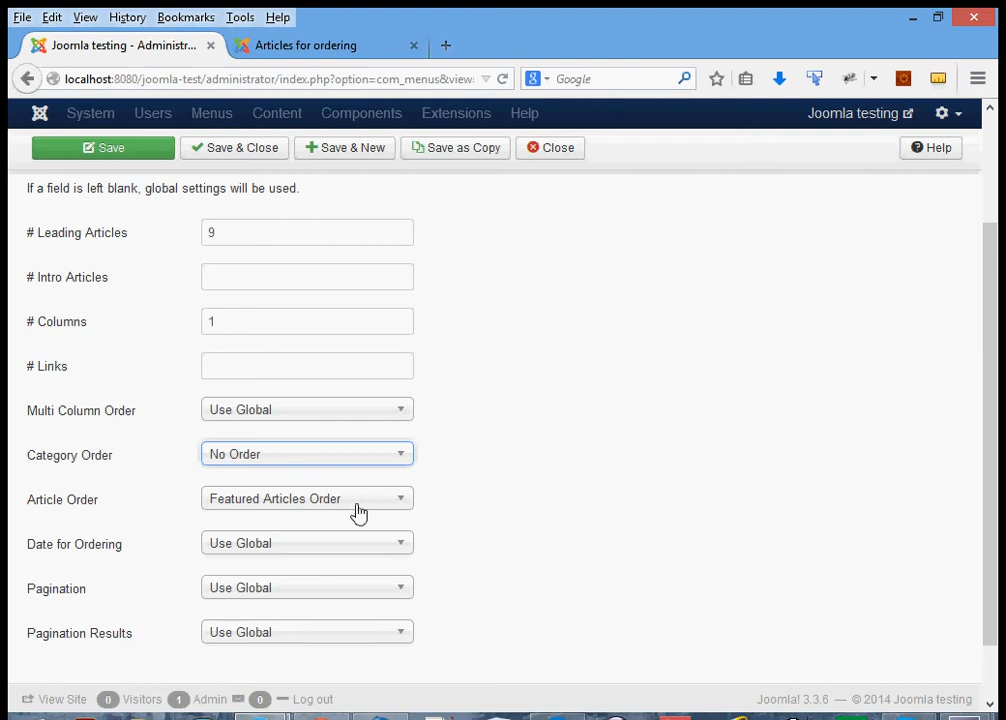 File Edit View History Bookmarks Tools Help
Joomla testing - Administr... Articles for ordering
localhost:8080/joomla-test/administrator/index.php?option=com_menus&view: Google
System Users Menus Content Components Extensions Help Joomla testing
Save Save & Close Save & New Save as Copy Close Help
If a field is left blank, global settings will be used.
# Leading Articles 9
# Intro Articles
# Columns 1
# Links
Multi Column Order Use Global
Category Order No Order
Article Order Featured Articles Order
Date for Ordering Use Global
Pagination Use Global
Pagination Results Use Global
View Site 0 Visitors 1 Admin 0 Log out Joomla! 3.3.6 — © 2014 Joomla testing